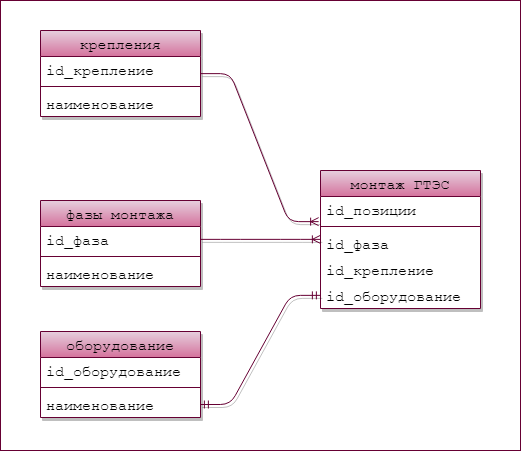 крепления
id_крепление
наименование
фазы монтажа
id_фаза
наименование
оборудование
id_оборудование
наименование
монтаж ГТЭС
id_позиции
id_фаза
id_крепление
id_оборудование